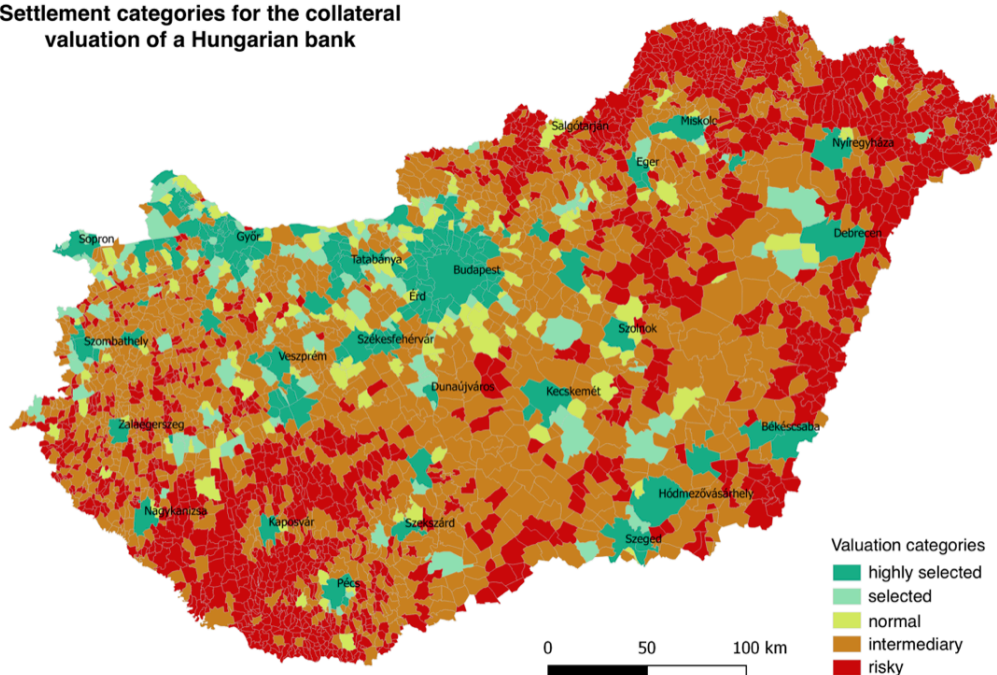 Settlement categories for the collateral
valuation of a Hungarian bank
Salgótarján
Miskolc
Nyíregyháza
Eger
Sopron
Győr
Debrecen
Tatabánya
Budapest
Érd
Szombathely
Székesfehérvár
Szolnok
Veszprém
Dunaújváros
Kecskemét
Zalaegerszeg
Békéscsaba
Hódmezővásárhely
Nagykanizsa
Kaposvár
Szekszárd
Szeged
Pécs
Valuation categories
highly selected
selected
normal
intermediary
risky
0 50 100 km